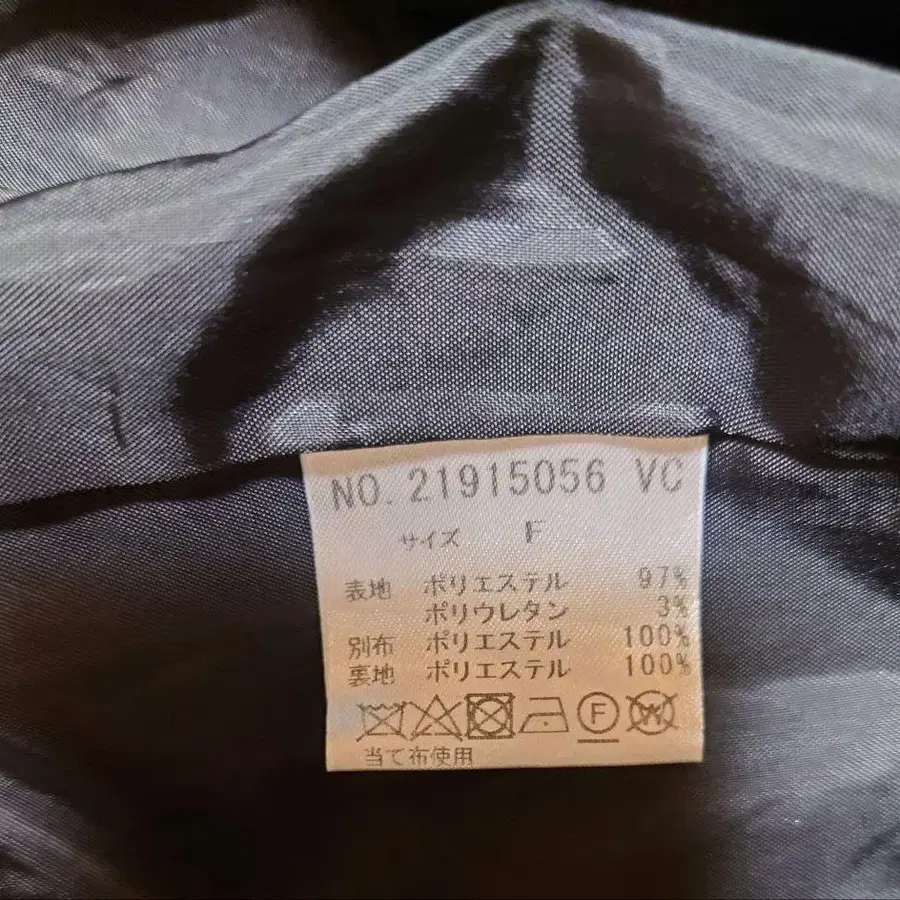 NO. 21915056 VC
サイズ F
表地 ポリエステル 97%
ポリウレタン 3%
別布 ポリエステル 100%
裏地 ポリエステル 100%
F W
当て布使用